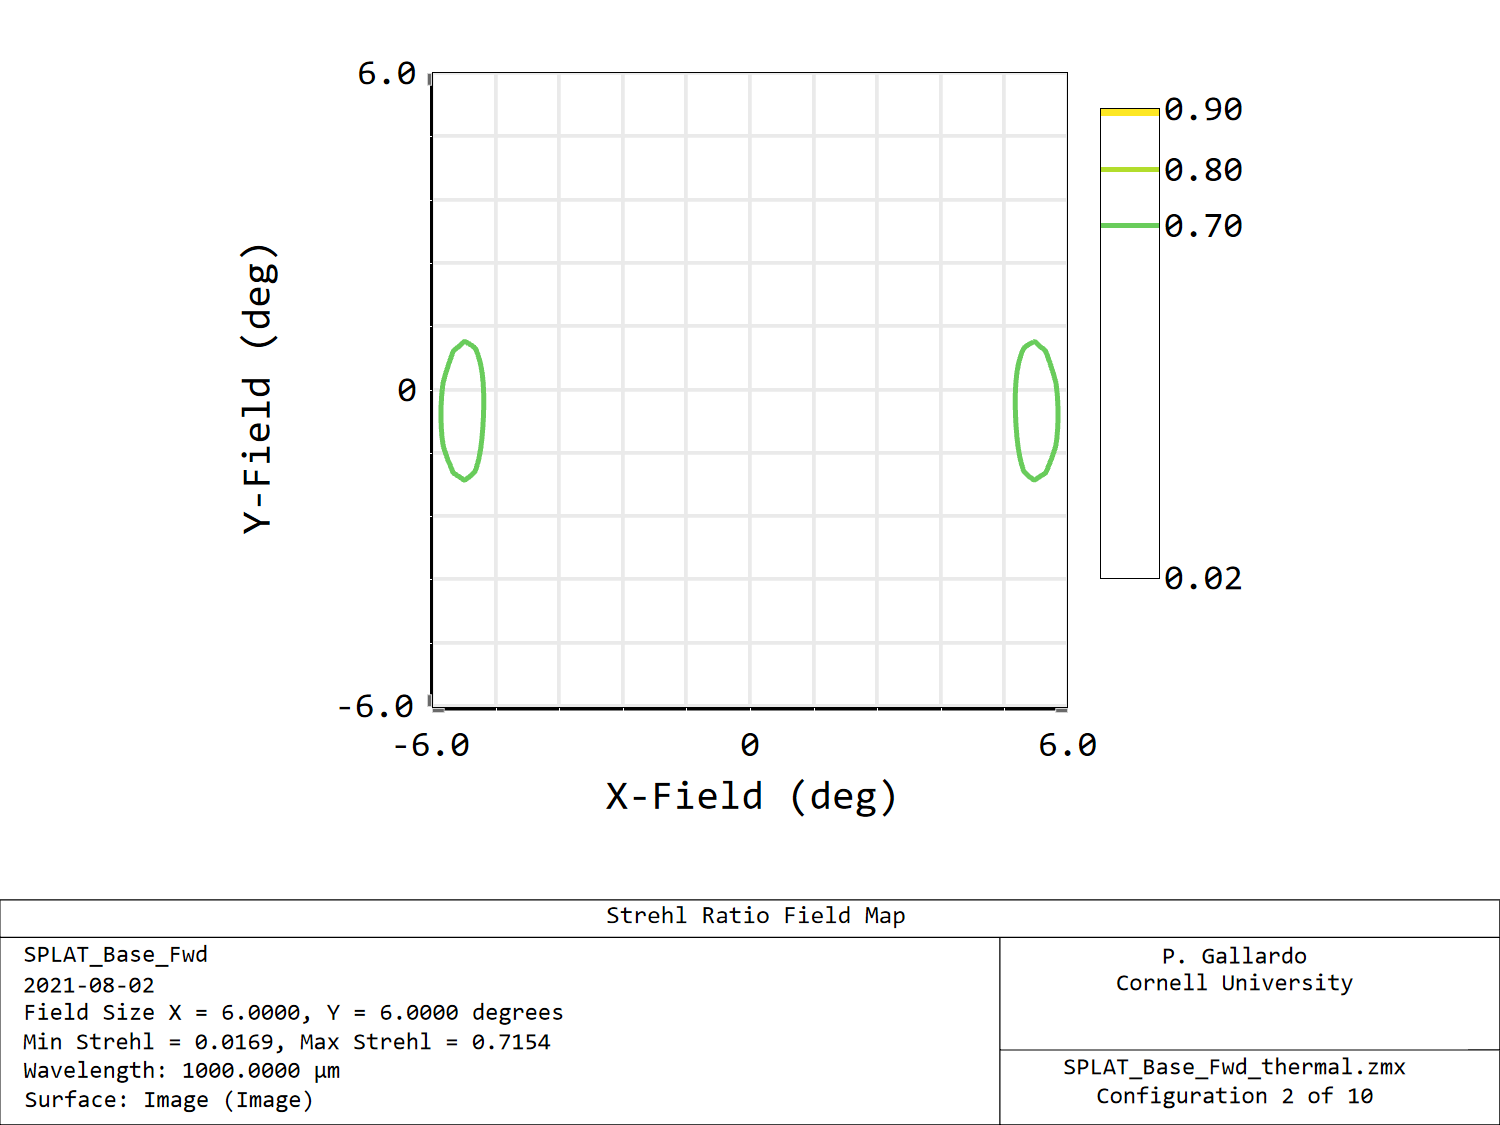 6.0
0
-6.0
Y-Field (deg)
-6.0 0 6.0
X-Field (deg)
0.90
0.80
0.70
0.02
Strehl Ratio Field Map
SPLAT_Base_Fwd
2021-08-02
Field Size X = 6.0000, Y = 6.0000 degrees
Min Strehl = 0.0169, Max Strehl = 0.7154
Wavelength: 1000.0000 µm
Surface: Image (Image)
P. Gallardo
Cornell University
SPLAT_Base_Fwd_thermal.zmx
Configuration 2 of 10